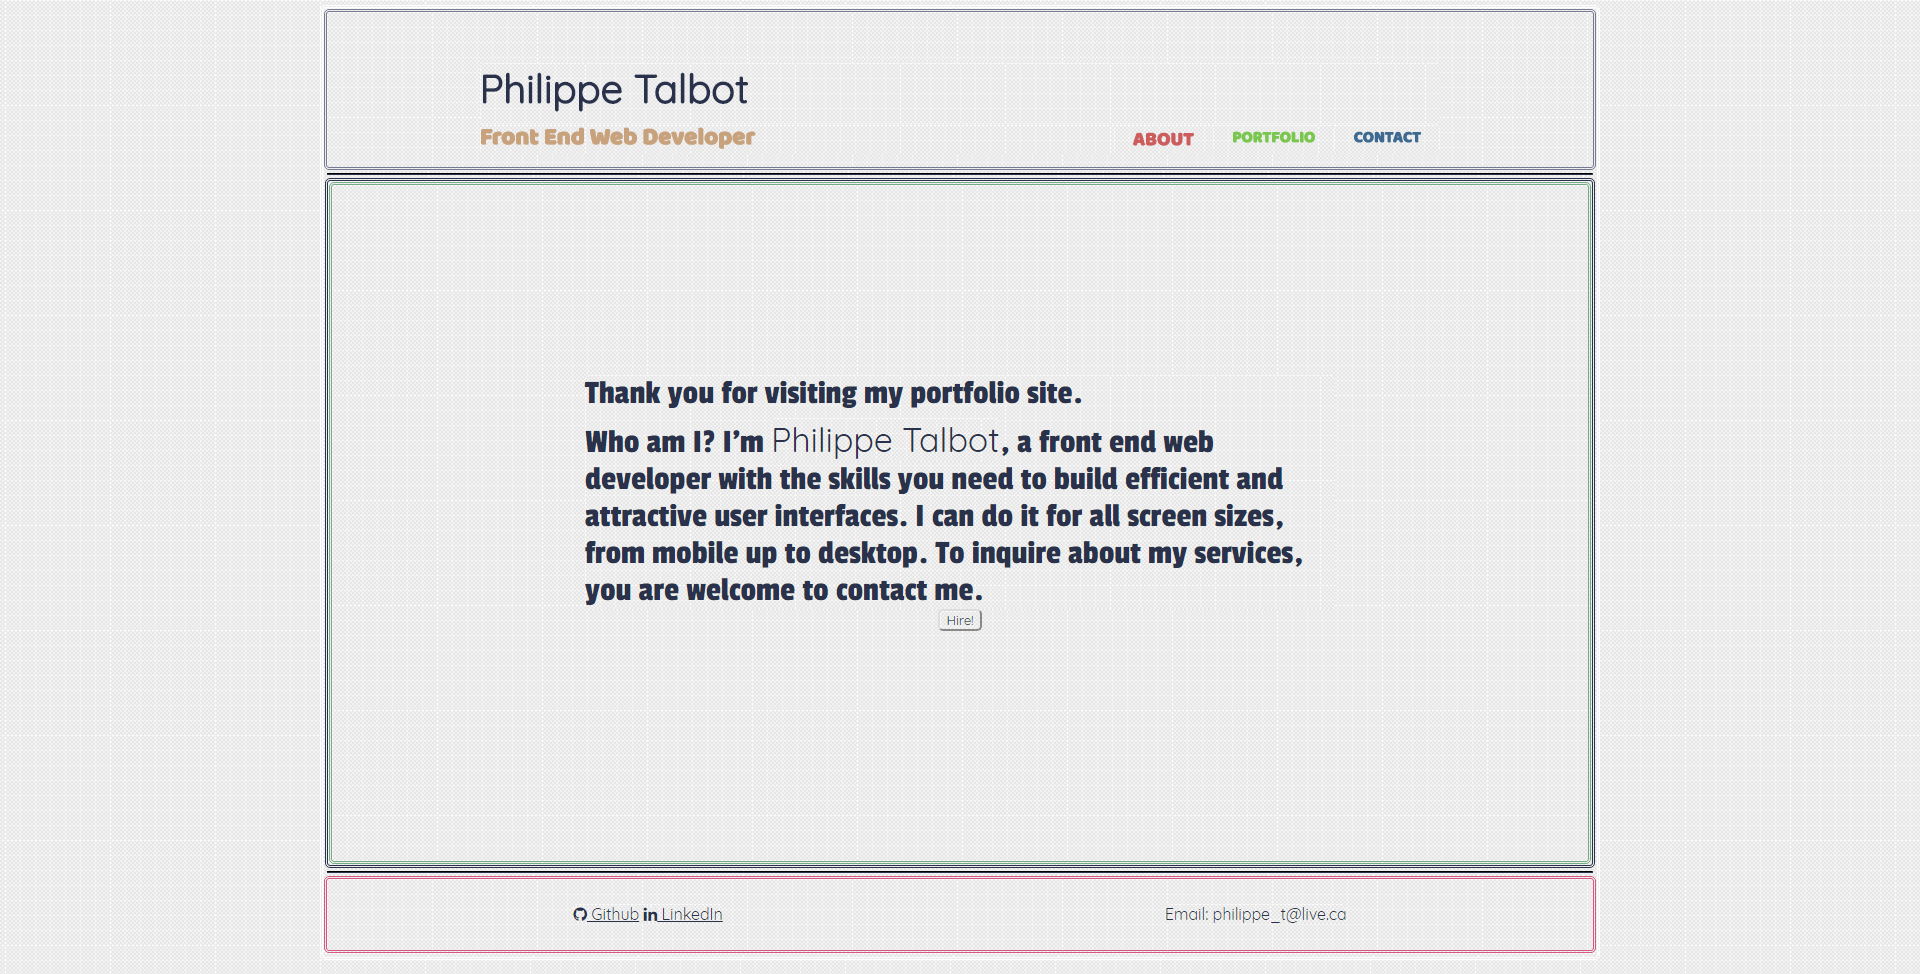 Philippe Talbot
Front End Web Developer
ABOUT PORTFOLIO CONTACT
Thank you for visiting my portfolio site.
Who am I? I’m Philippe Talbot, a front end web
developer with the skills you need to build efficient and
attractive user interfaces. I can do it for all screen sizes,
from mobile up to desktop. To inquire about my services,
you are welcome to contact me.
Hire!
Github LinkedIn
Email: philippe_t@live.ca